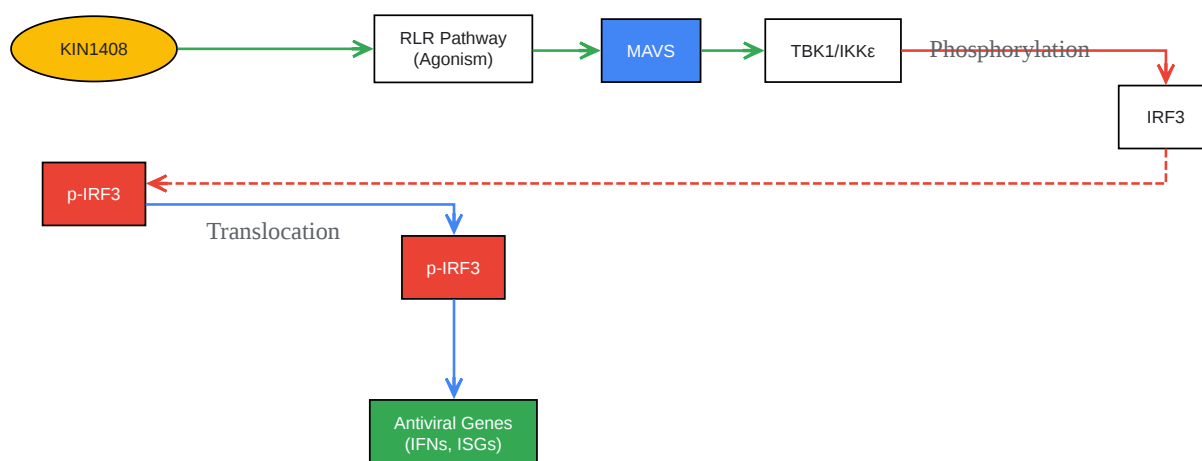 KIN1408
RLR Pathway
(Agonism)
MAVS
TBK1/IKKε
Phosphorylation
IRF3
p-IRF3
Translocation
p-IRF3
Antiviral Genes
(IFNs, ISGs)